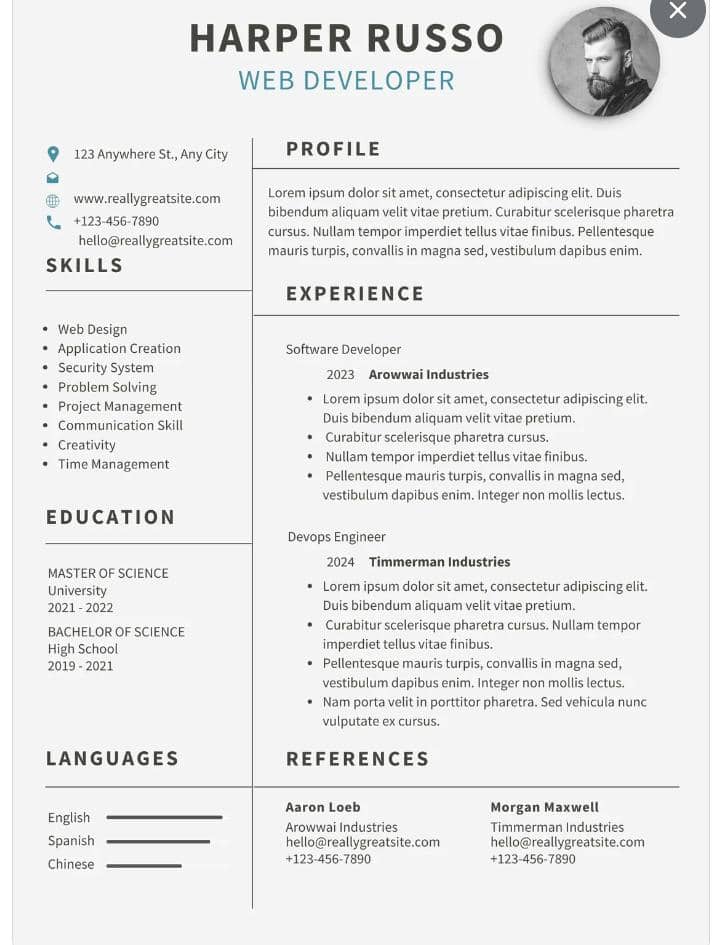 HARPER RUSSO
WEB DEVELOPER
123 Anywhere St., Any City
www.reallygreatsite.com
+123-456-7890
hello@reallygreatsite.com
SKILLS
Web Design
Application Creation
Security System
Problem Solving
Project Management
Communication Skill
Creativity
Time Management
EDUCATION
MASTER OF SCIENCE
University
2021 - 2022
BACHELOR OF SCIENCE
High School
2019 - 2021
LANGUAGES
English
Spanish
Chinese
PROFILE
Lorem ipsum dolor sit amet, consectetur adipiscing elit. Duis
bibendum aliquam velit vitae pretium. Curabitur scelerisque pharetra
cursus. Nullam tempor imperdiet tellus vitae finibus. Pellentesque
mauris turpis, convallis in magna sed, vestibulum dapibus enim.
EXPERIENCE
Software Developer
2023 Arowwai Industries
Lorem ipsum dolor sit amet, consectetur adipiscing elit.
Duis bibendum aliquam velit vitae pretium.
Curabitur scelerisque pharetra cursus.
Nullam tempor imperdiet tellus vitae finibus.
Pellentesque mauris turpis, convallis in magna sed,
vestibulum dapibus enim. Integer non mollis lectus.
Devops Engineer
2024 Timmerman Industries
Lorem ipsum dolor sit amet, consectetur adipiscing elit.
Duis bibendum aliquam velit vitae pretium.
Curabitur scelerisque pharetra cursus. Nullam tempor
imperdiet tellus vitae finibus.
Pellentesque mauris turpis, convallis in magna sed,
vestibulum dapibus enim. Integer non mollis lectus.
Nam porta velit in porttitor pharetra. Sed vehicula nunc
vulputate ex cursus.
REFERENCES
Aaron Loeb
Arowwai Industries
hello@reallygreatsite.com
+123-456-7890
Morgan Maxwell
Timmerman Industries
hello@reallygreatsite.com
+123-456-7890